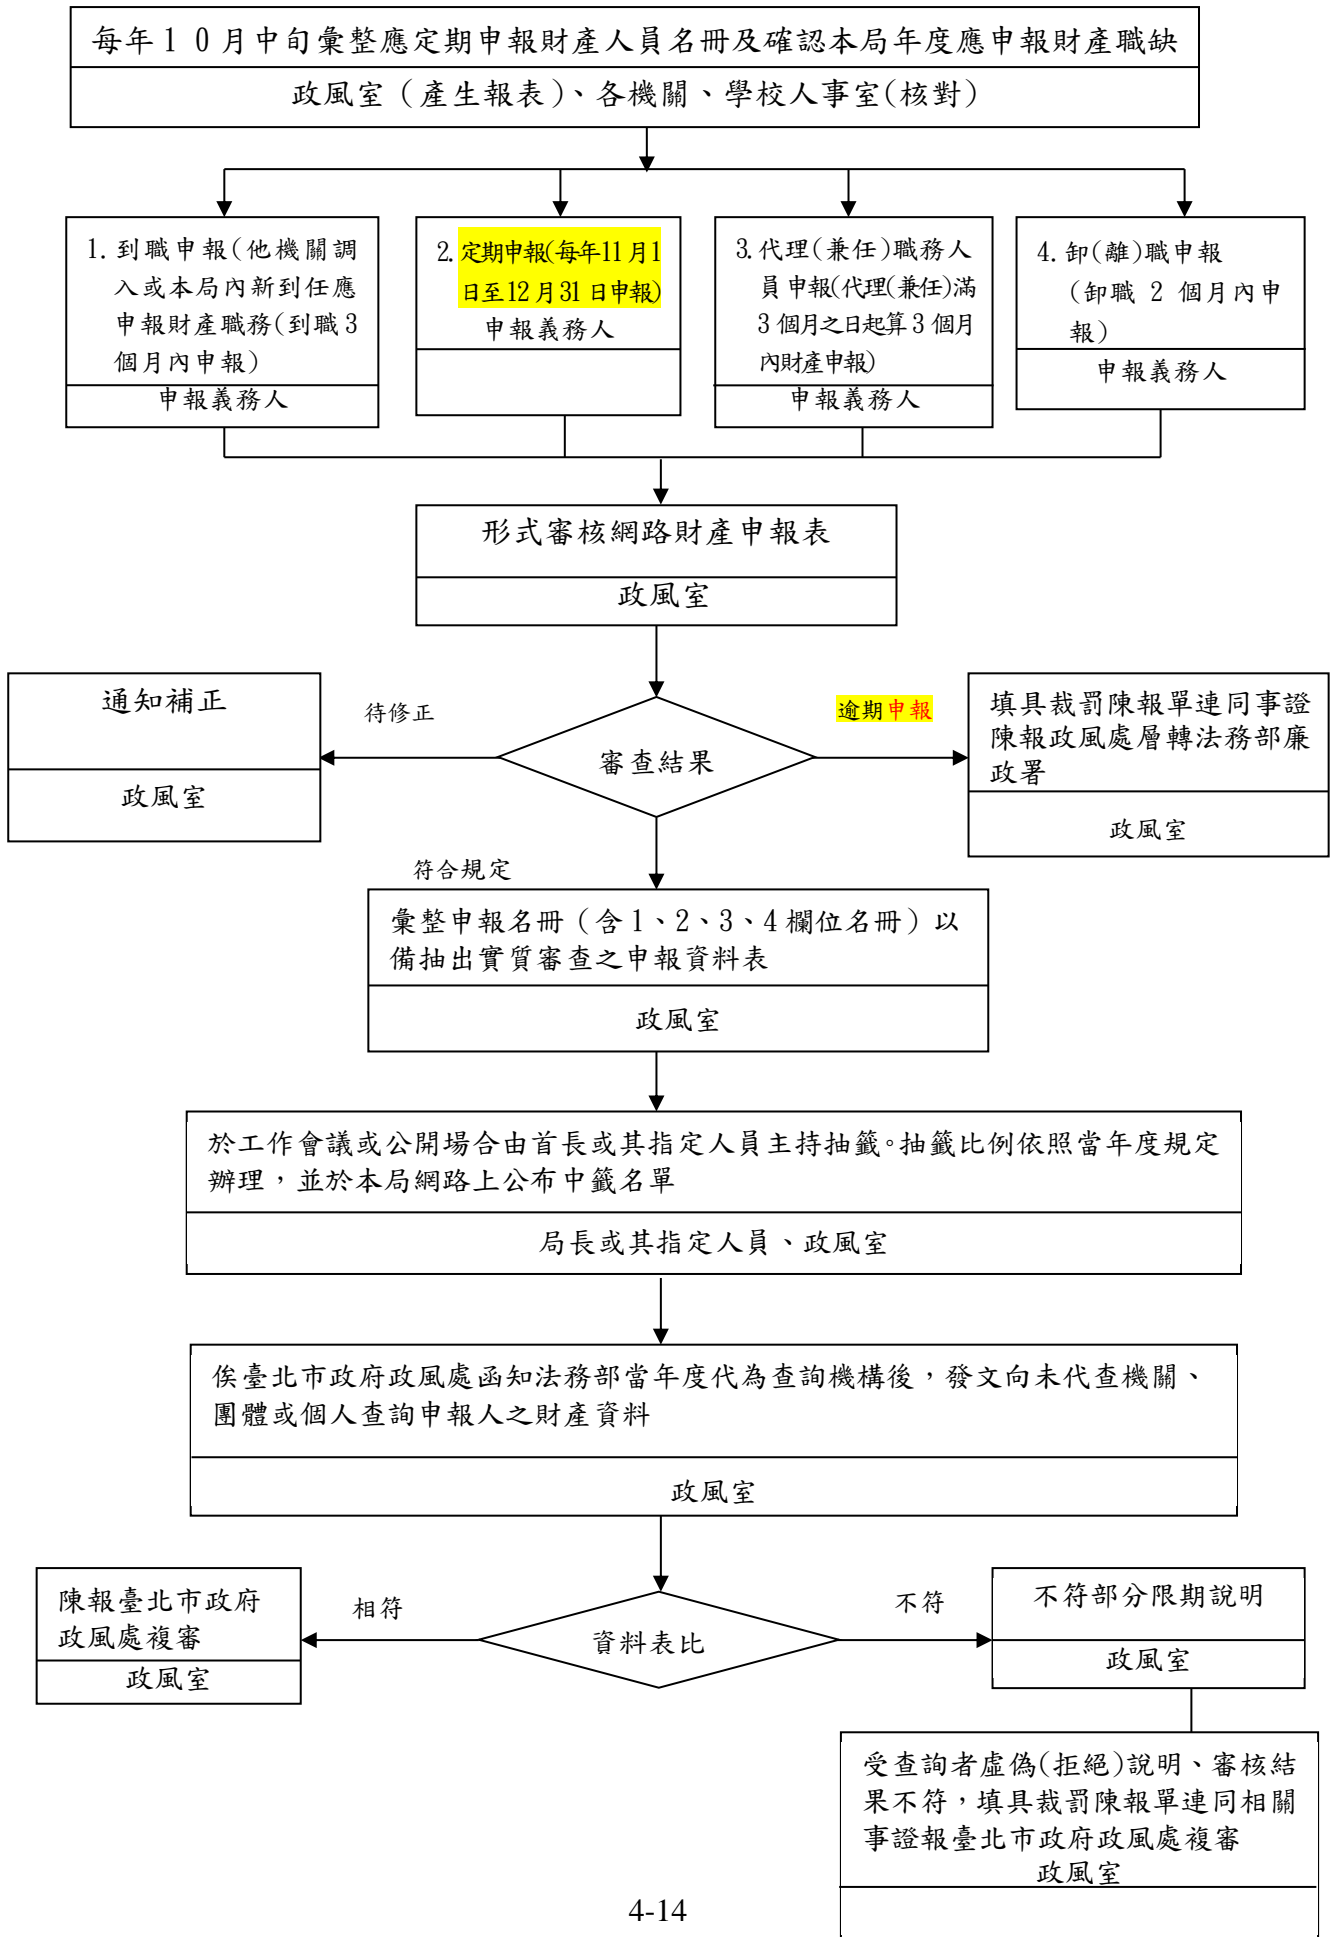 每年１０月中旬彙整應定期申報財產人員名冊及確認本局年度應申報財產職缺
政風室（產生報表）、各機關、學校人事室(核對)
1. 到職申報(他機關調
入或本局內新到任應
申報財產職務(到職3
個月內申報)
申報義務人
2. 定期申報(每年11月1
日至12月31日申報)
申報義務人
3. 代理(兼任)職務人
員申報(代理(兼任)滿
3個月之日起算3個月
內財產申報)
申報義務人
4. 卸(離)職申報
(卸職 2 個月內申
報)
申報義務人
形式審核網路財產申報表
政風室
通知補正
政風室
待修正
審查結果
逾期申報
填具裁罰陳報單連同事證
陳報政風處層轉法務部廉
政署
政風室
符合規定
彙整申報名冊（含1、2、3、4欄位名冊）以
備抽出實質審查之申報資料表
政風室
於工作會議或公開場合由首長或其指定人員主持抽籤。抽籤比例依照當年度規定
辦理，並於本局網路上公布中籤名單
局長或其指定人員、政風室
俟臺北市政府政風處函知法務部當年度代為查詢機構後，發文向未代查機關、
團體或個人查詢申報人之財產資料
政風室
陳報臺北市政府
政風處複審
政風室
相符
資料表比
不符
不符部分限期說明
政風室
受查詢者虛偽(拒絕)說明、審核結
果不符，填具裁罰陳報單連同相關
事證報臺北市政府政風處複審
政風室
4-14